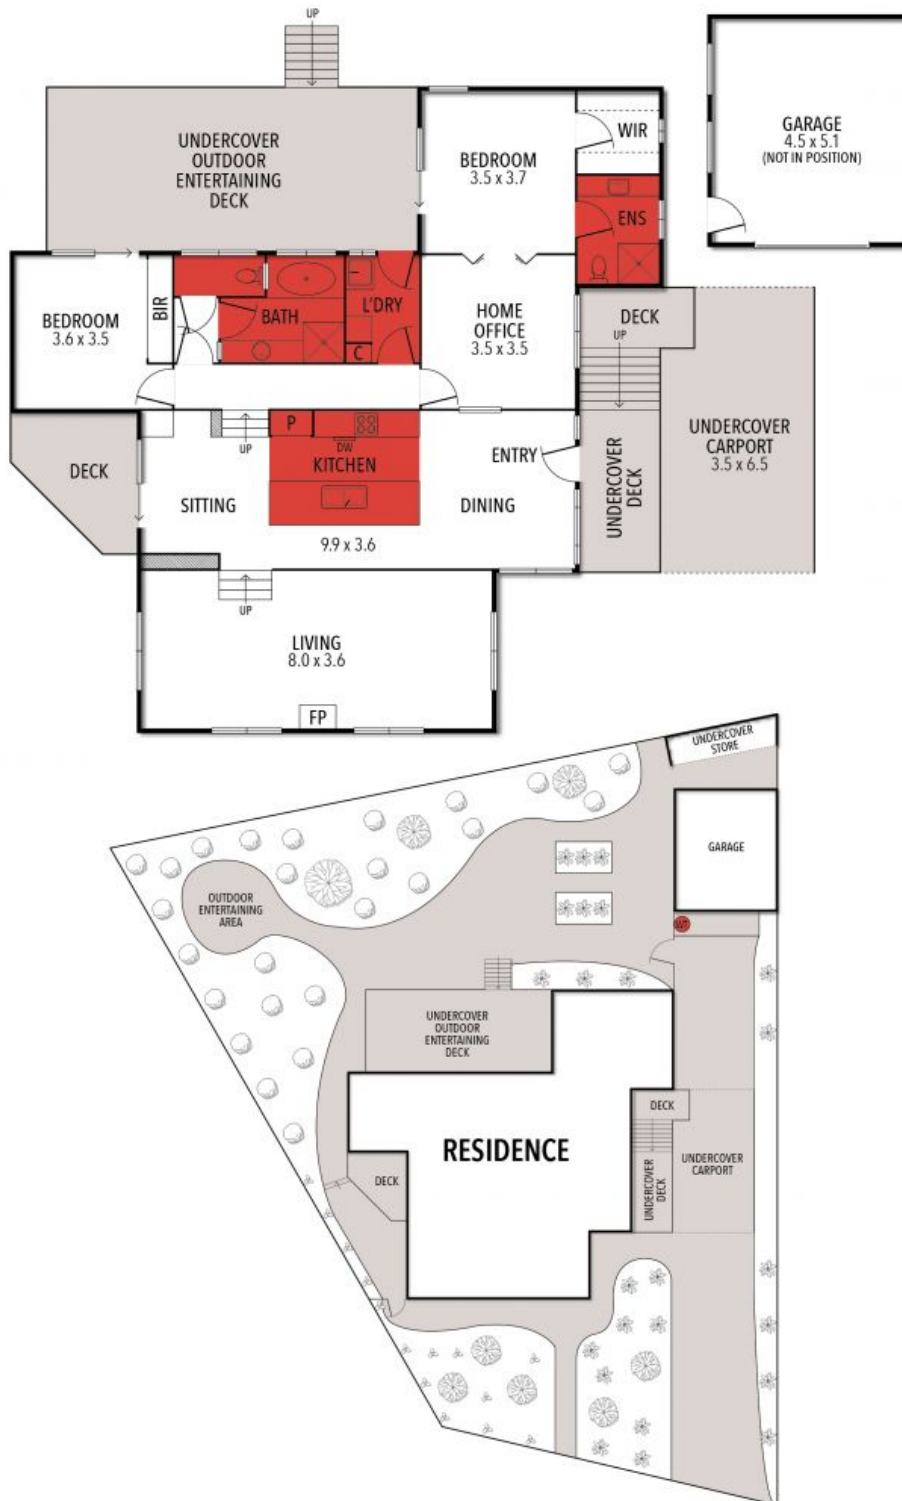 UP
UNDERCOVER
OUTDOOR
ENTERTAINING
DECK
BEDROOM
3.5 x 3.7
WIR
ENS
GARAGE
4.5 x 5.1
(NOT IN POSITION)
BEDROOM
3.6 x 3.5
BIR
BATH
L'DRY
C
HOME
OFFICE
3.5 x 3.5
DECK
UP
UNDERCOVER
CARPORT
3.5 x 6.5
DECK
SITTING
UP
P
DW
KITCHEN
ENTRY
DINING
UNDERCOVER
DECK
9.9 x 3.6
UP
LIVING
8.0 x 3.6
FP
UNDERCOVER
STORE
GARAGE
OUTDOOR
ENTERTAINING
AREA
WT
UNDERCOVER
OUTDOOR
ENTERTAINING
DECK
RESIDENCE
DECK
DECK
UNDERCOVER
DECK
UNDERCOVER
CARPORT